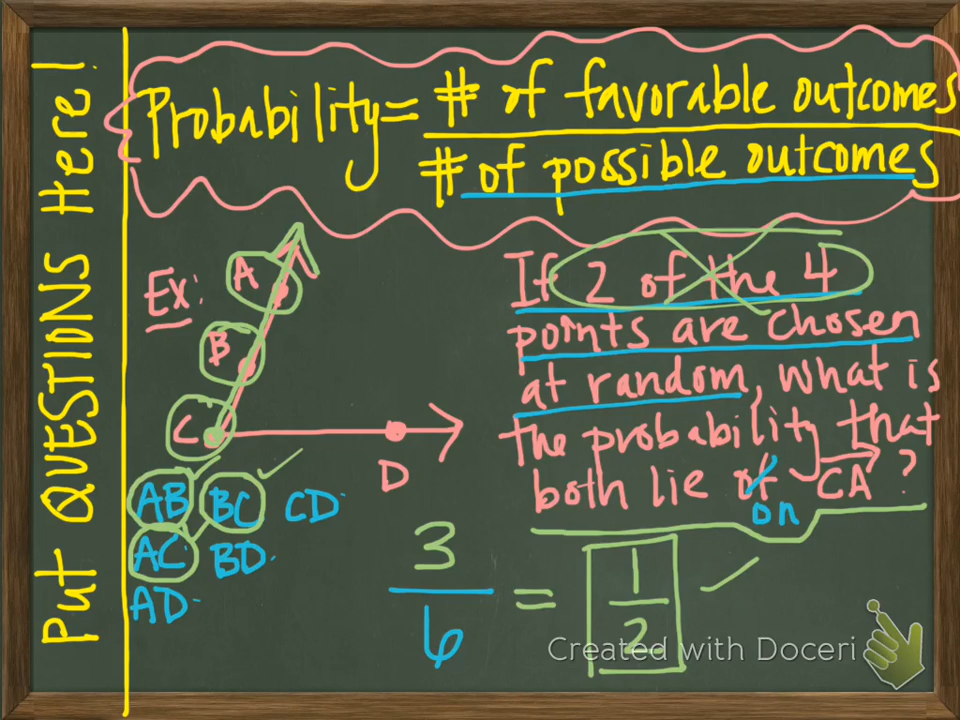 Put QUESTIONS Here!
Probability = # of favorable outcomes
# of possible outcomes
Ex:
A
B
C
D
If 2 of the 4
points are chosen
at random, what is
the probability that
both lie of CA?
on
AB BC CD
AC BD
AD
3
6
=
1
2
Created with Doceri